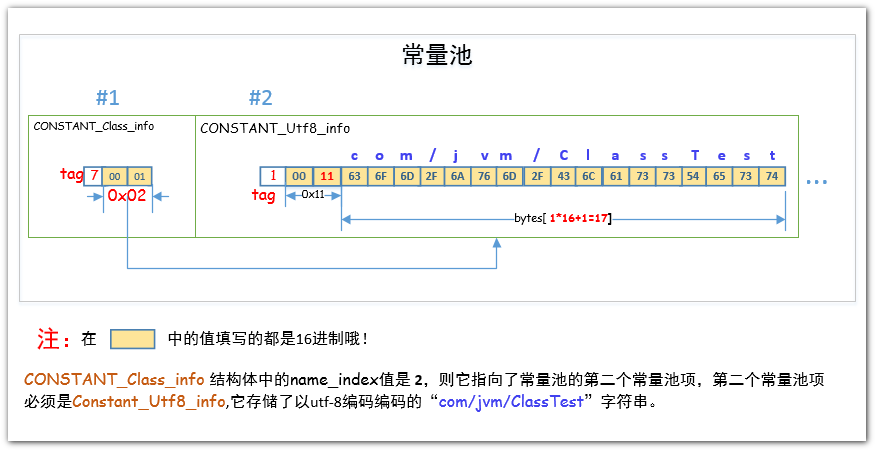 常量池
#1 #2
CONSTANT_Class_info CONSTANT_Utf8_info
c o m / j v m / C l a s s T e s t
tag 7 00 01 1 00 11 63 6F 6D 2F 6A 76 6D 2F 43 6C 61 73 73 54 65 73 74 ...
0x02 tag 0x11
bytes[ 1*16+1=17]
注：在 中的值填写的都是16进制哦！
CONSTANT_Class_info 结构体中的name_index值是 2，则它指向了常量池的第二个常量池项，第二个常量池项
必须是Constant_Utf8_info,它存储了以utf-8编码编码的“com/jvm/ClassTest”字符串。